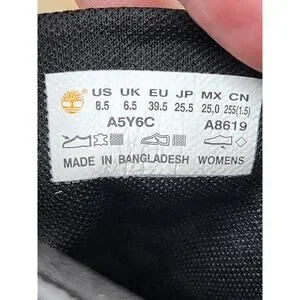 US UK EU JP MX CN
8.5 6.5 39.5 25.5 25,0 255(1.5)
A5Y6C A8619
MADE IN BANGLADESH WOMENS